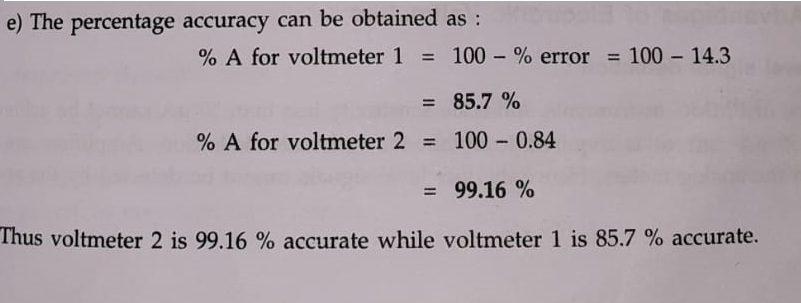 e) The percentage accuracy can be obtained as :
% A for voltmeter 1 = 100 – % error = 100 – 14.3
= 85.7 %
% A for voltmeter 2 = 100 – 0.84
= 99.16 %
Thus voltmeter 2 is 99.16 % accurate while voltmeter 1 is 85.7 % accurate.